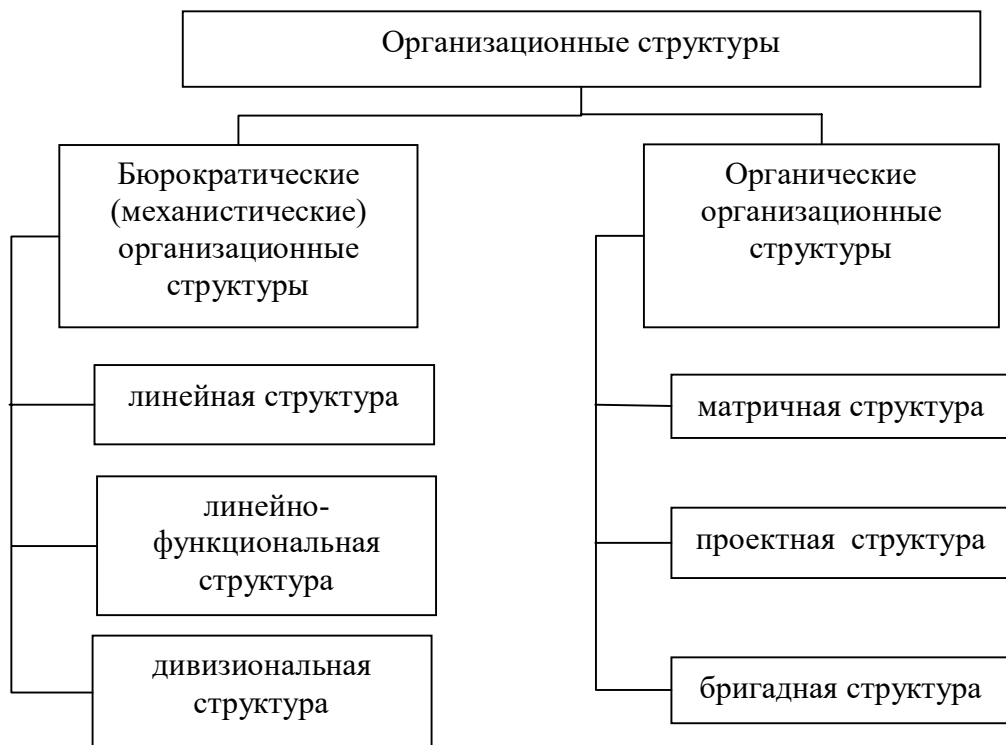 Организационные структуры
Бюрократические
(механистические)
организационные
структуры
линейная структура
линейно-
функциональная
структура
дивизиональная
структура
Органические
организационные
структуры
матричная структура
проектная структура
бригадная структура